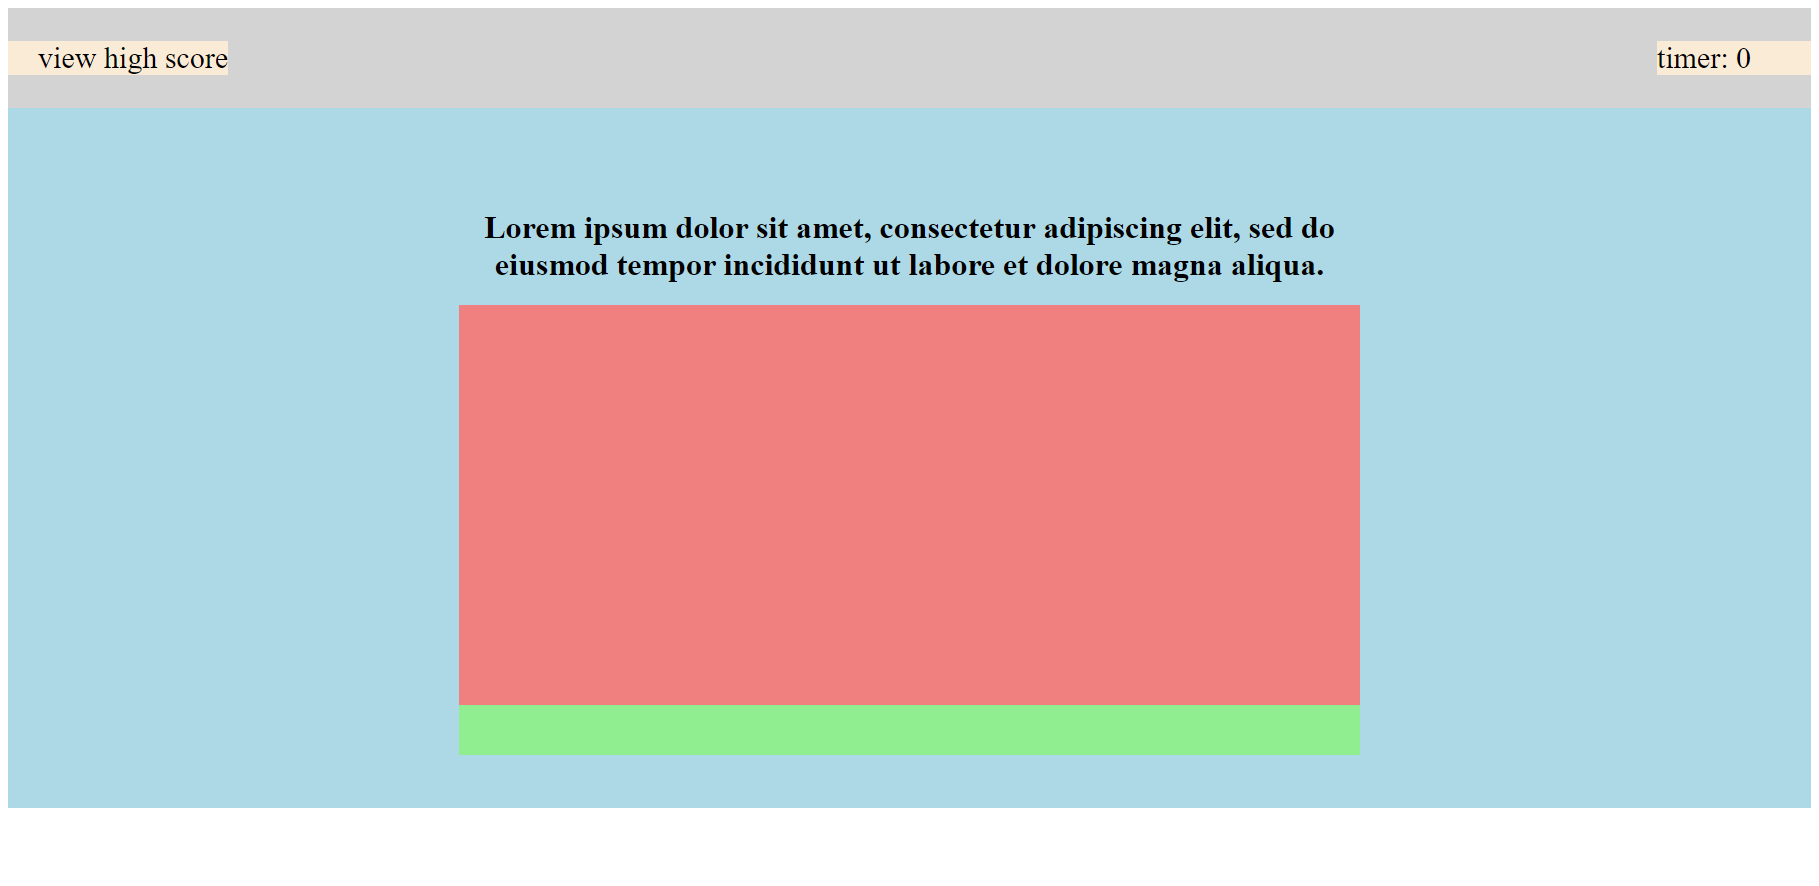 view high score
timer: 0
Lorem ipsum dolor sit amet, consectetur adipiscing elit, sed do
eiusmod tempor incididunt ut labore et dolore magna aliqua.